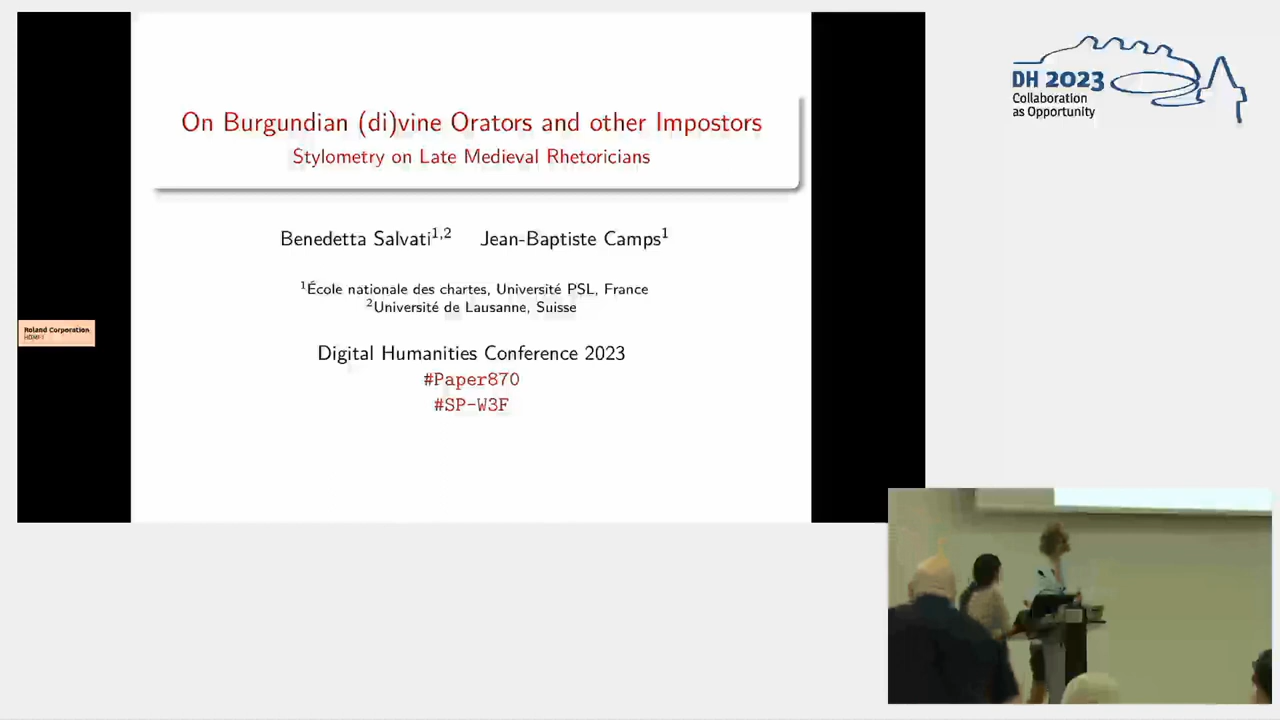 On Burgundian (di)vine Orators and other Impostors
Stylometry on Late Medieval Rhetoricians
Benedetta Salvati1,2 Jean-Baptiste Camps1
1École nationale des chartes, Université PSL, France
2Université de Lausanne, Suisse
Digital Humanities Conference 2023
#Paper870
#SP-W3F
Roland Corporation
HDMI 1
DH 2023
Collaboration
as Opportunity